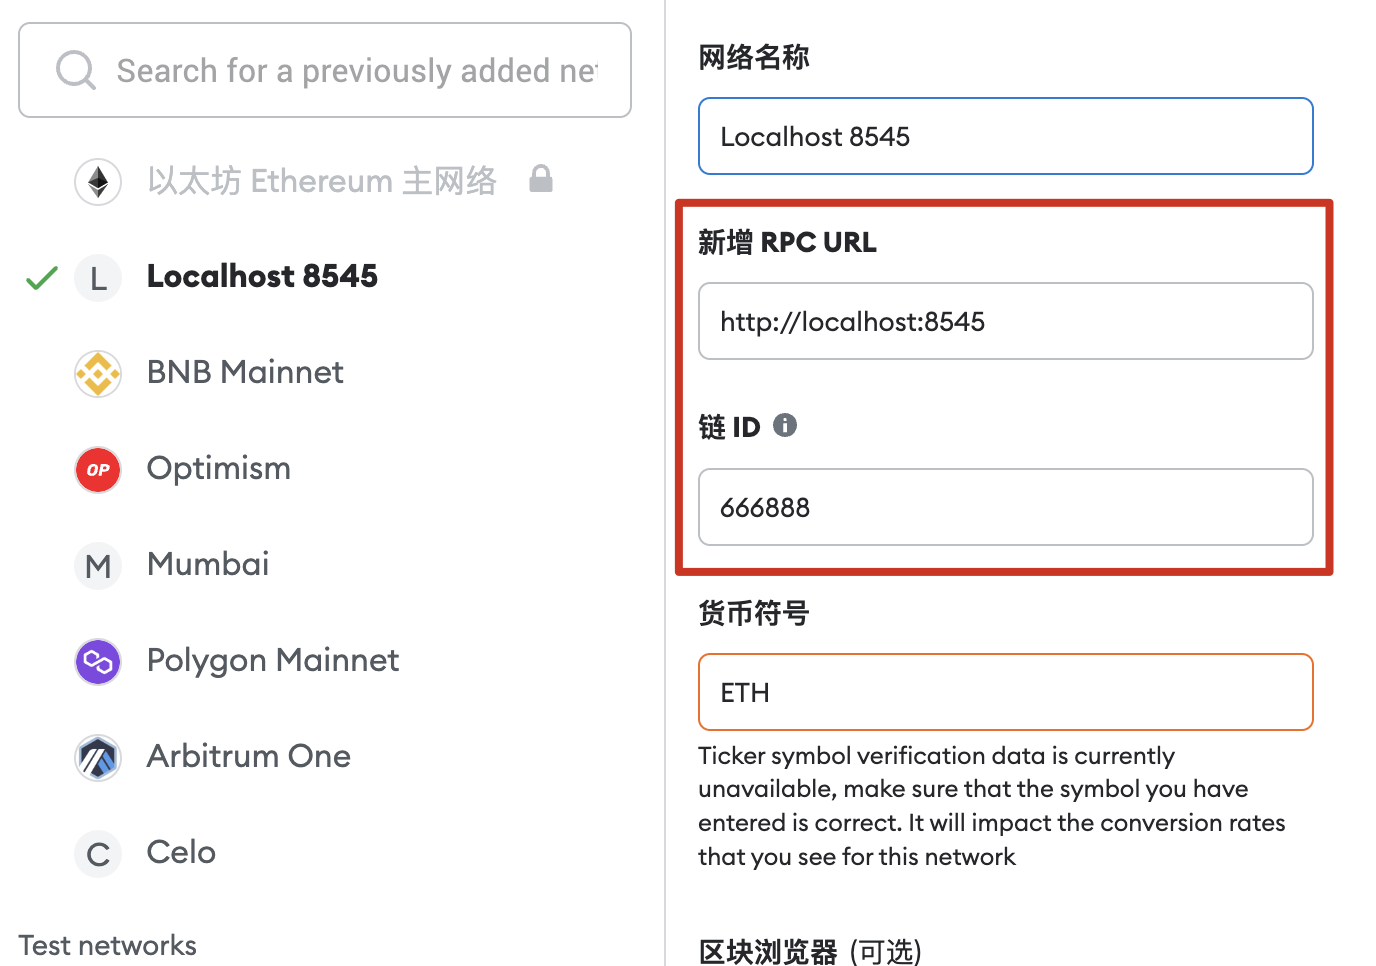 Search for a previously added ne
以太坊 Ethereum 主网络
L
Localhost 8545
BNB Mainnet
OP
Optimism
M
Mumbai
Polygon Mainnet
Arbitrum One
C
Celo
Test networks
网络名称
Localhost 8545
新增 RPC URL
http://localhost:8545
链 ID
666888
货币符号
ETH
Ticker symbol verification data is currently
unavailable, make sure that the symbol you have
entered is correct. It will impact the conversion rates
that you see for this network
区块浏览器 (可选)